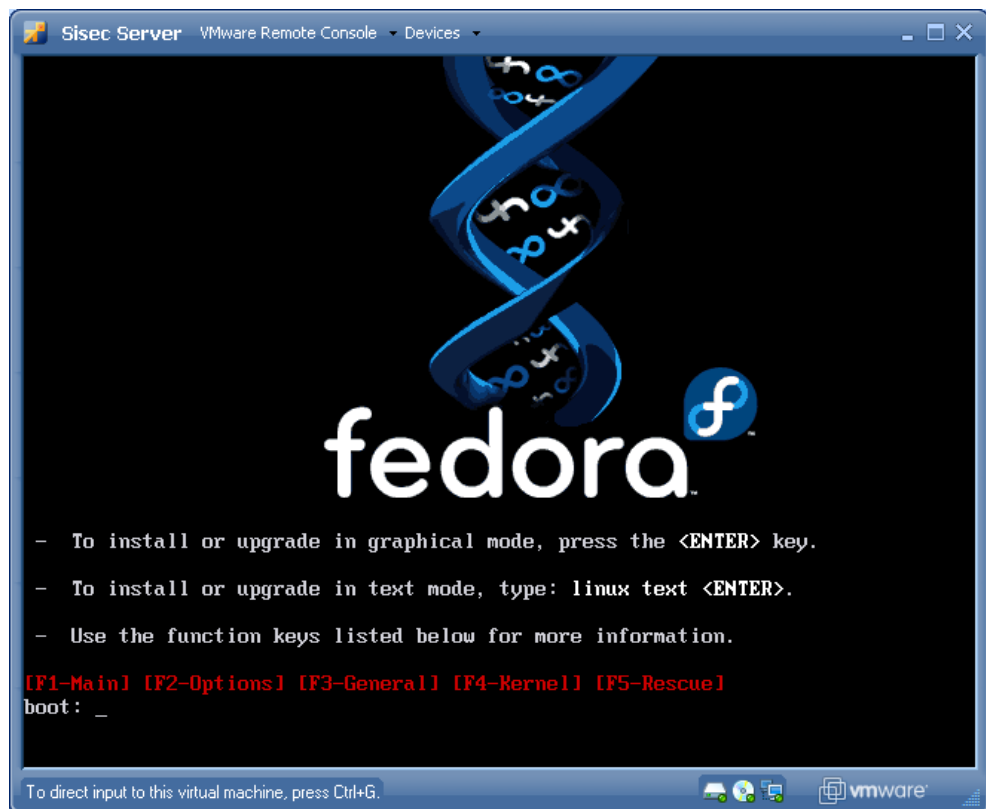 Sisec Server VMware Remote Console Devices
fedora
- To install or upgrade in graphical mode, press the <ENTER> key.
- To install or upgrade in text mode, type: linux text <ENTER>.
- Use the function keys listed below for more information.
[F1-Main] [F2-Options] [F3-General] [F4-Kernel] [F5-Rescue]
boot: _
To direct input to this virtual machine, press Ctrl+G. vmware